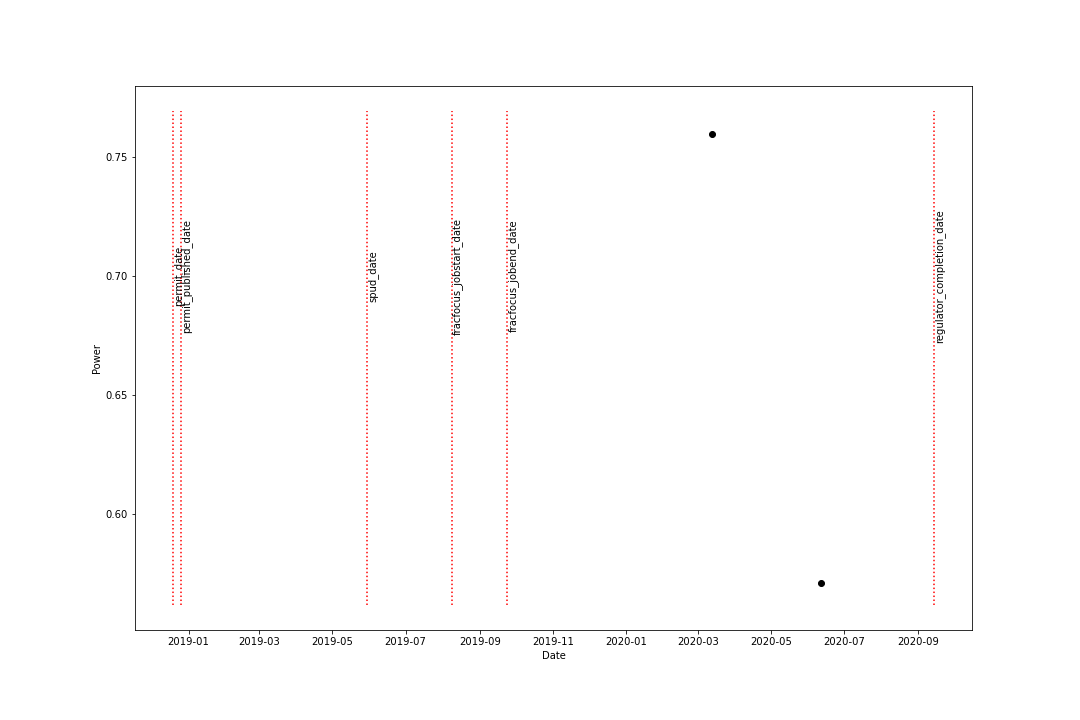 0.75
0.70
0.65
0.60
Power
permit_date
permit_published_date
spud_date
fracfocus_jobstart_date
fracfocus_jobend_date
regulator_completion_date
2019-01 2019-03 2019-05 2019-07 2019-09 2019-11 2020-01 2020-03 2020-05 2020-07 2020-09
Date